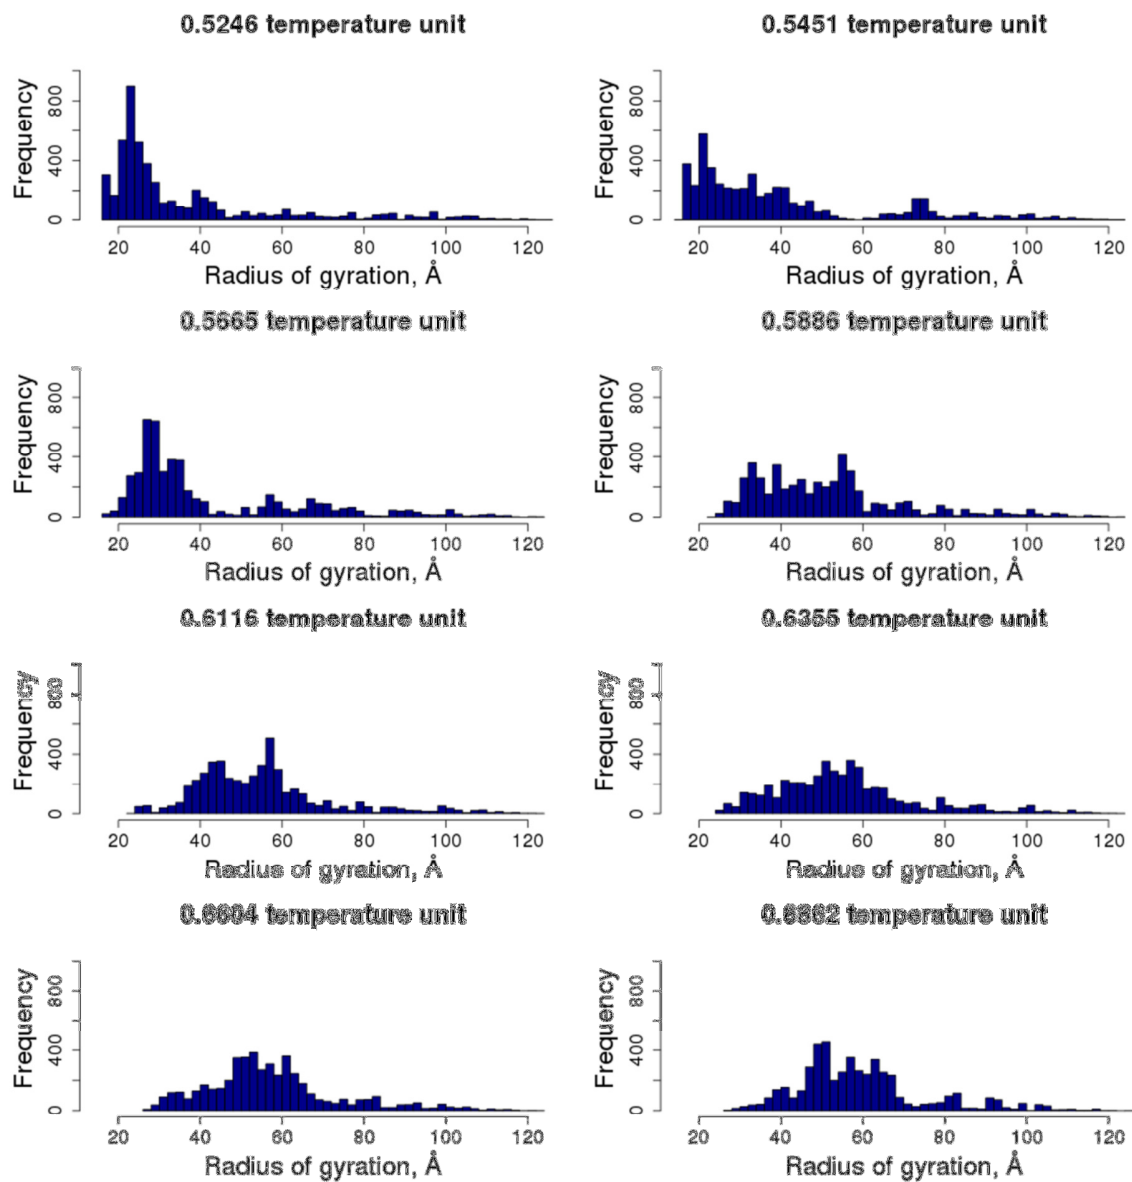 0.5246 temperature unit
0.5451 temperature unit
Frequency
0 400 800
20 40 60 80 100 120
Radius of gyration, Å
Frequency
0 400 800
20 40 60 80 100 120
Radius of gyration, Å
0.5665 temperature unit
0.5886 temperature unit
Frequency
0 400 800
20 40 60 80 100 120
Radius of gyration, Å
Frequency
0 400 800
20 40 60 80 100 120
Radius of gyration, Å
0.6116 temperature unit
0.6355 temperature unit
Frequency
0 400 800
20 40 60 80 100 120
Radius of gyration, Å
Frequency
0 400 800
20 40 60 80 100 120
Radius of gyration, Å
0.6604 temperature unit
0.6862 temperature unit
Frequency
0 400 800
20 40 60 80 100 120
Radius of gyration, Å
Frequency
0 400 800
20 40 60 80 100 120
Radius of gyration, Å